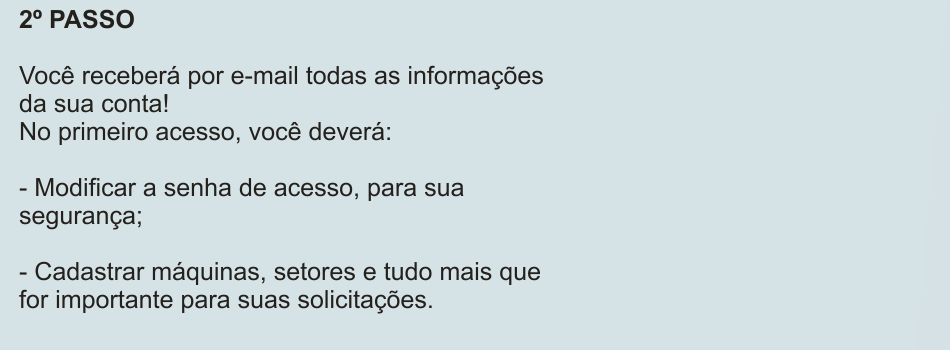 2º PASSO
Você receberá por e-mail todas as informações
da sua conta!
No primeiro acesso, você deverá:
- Modificar a senha de acesso, para sua
segurança;
- Cadastrar máquinas, setores e tudo mais que
for importante para suas solicitações.